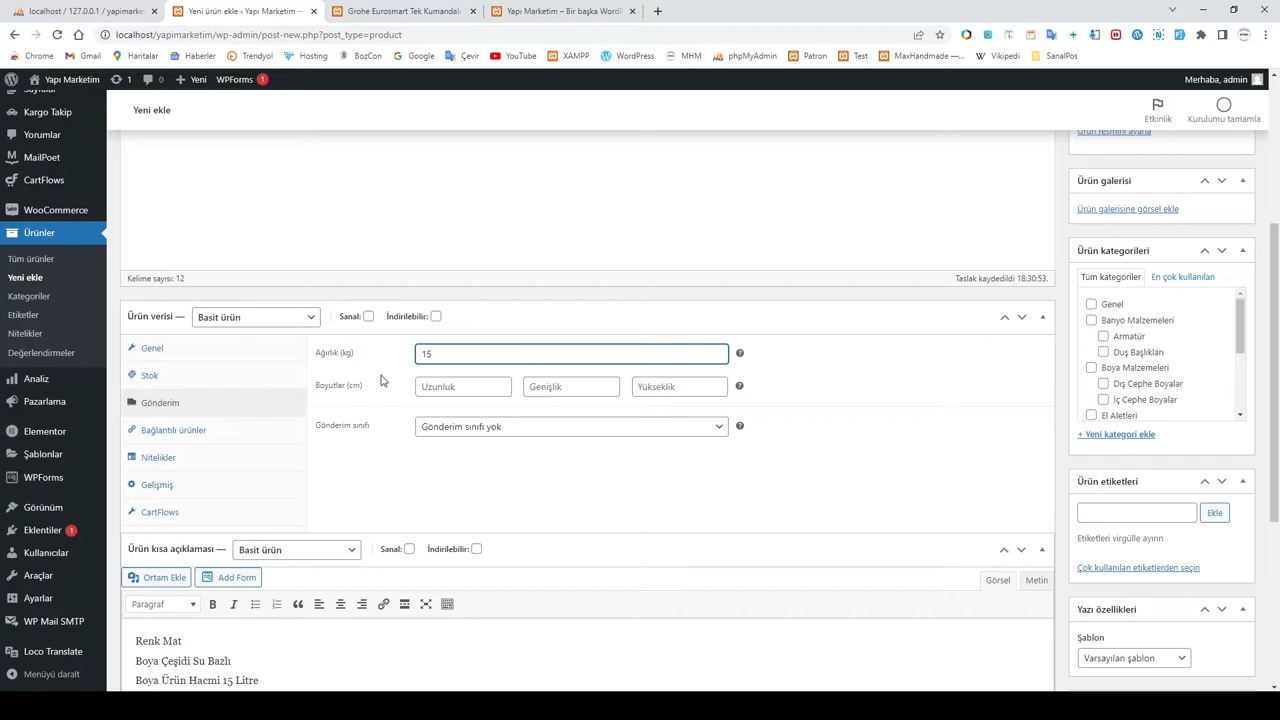 localhost / 127.0.0.1 / yapimarket
Yeni ürün ekle ‹ Yapı Marketim —
Grohe Eurosmart Tek Kumandalı
Yapı Marketim – Bir başka WordP
localhost/yapimarketim/wp-admin/post-new.php?post_type=product
Chrome
Gmail
Haritalar
Haberler
Trendyol
Hosting
BozCon
Google
Çevir
YouTube
XAMPP
WordPress
MHM
phpMyAdmin
Patron
Test
MaxHandmade —...
Vikipedi
SanalPos
Yapı Marketim
1
0
Yeni
WPForms 1
Merhaba, admin
Kargo Takip
Yorumlar
MailPoet
CartFlows
WooCommerce
Ürünler
Tüm ürünler
Yeni ekle
Kategoriler
Etiketler
Nitelikler
Değerlendirmeler
Analiz
Pazarlama
Elementor
Şablonlar
WPForms
Görünüm
Eklentiler 1
Kullanıcılar
Araçlar
Ayarlar
WP Mail SMTP
Loco Translate
Menüyü daralt
Yeni ekle
Etkinlik
Kurulumu tamamla
Kelime sayısı: 12
Taslak kaydedildi 18:30:53.
Ürün verisi — Basit ürün
Sanal:
İndirilebilir:
Genel
Stok
Gönderim
Bağlantılı ürünler
Nitelikler
Gelişmiş
CartFlows
Ağırlık (kg) 15
Boyutlar (cm) Uzunluk Genişlik Yükseklik
Gönderim sınıfı Gönderim sınıfı yok
Ürün kısa açıklaması — Basit ürün
Sanal:
İndirilebilir:
Ortam Ekle
Add Form
Görsel
Metin
Paragraf
Renk Mat
Boya Çeşidi Su Bazlı
Boya Ürün Hacmi 15 Litre
Ürün resmini ayarla
Ürün galerisi
Ürün galerisine görsel ekle
Ürün kategorileri
Tüm kategoriler
En çok kullanılan
Genel
Banyo Malzemeleri
Armatür
Duş Başlıkları
Boya Malzemeleri
Dış Cephe Boyalar
İç Cephe Boyalar
El Aletleri
+ Yeni kategori ekle
Ürün etiketleri
Ekle
Etiketleri virgülle ayırın
Çok kullanılan etiketlerden seçin
Yazı özellikleri
Şablon
Varsayılan şablon